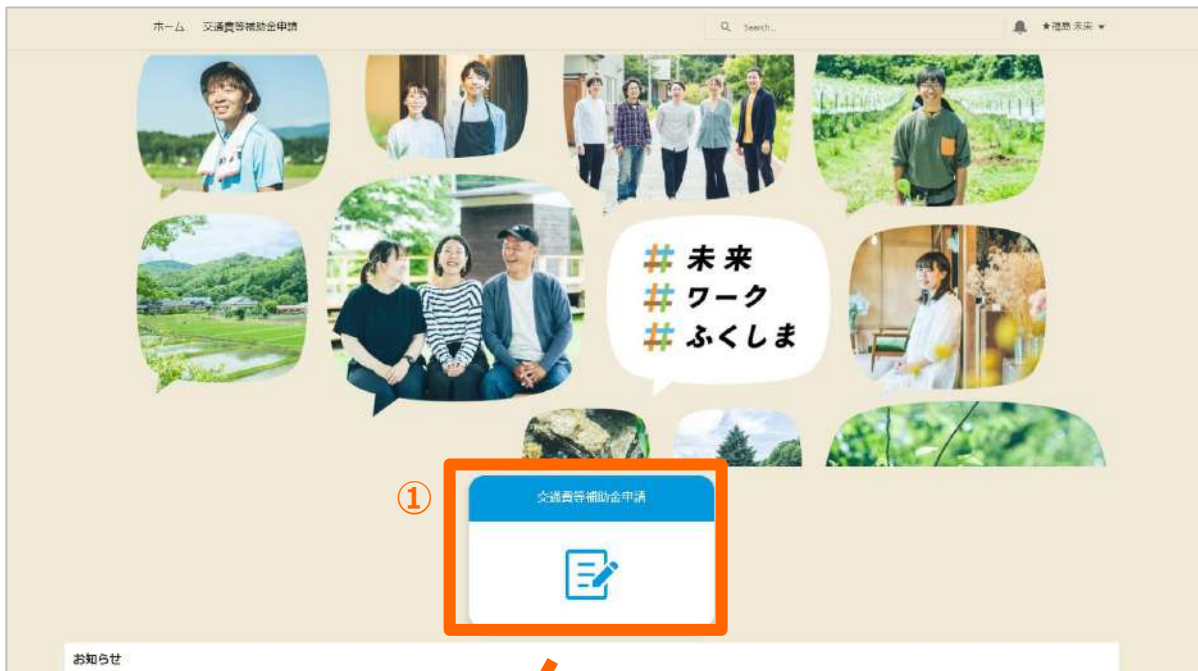 ホーム 交通費等補助金申請
Search...
★福島 未来
# 未来
# ワーク
# ふくしま
①
交通費等補助金申請
お知らせ